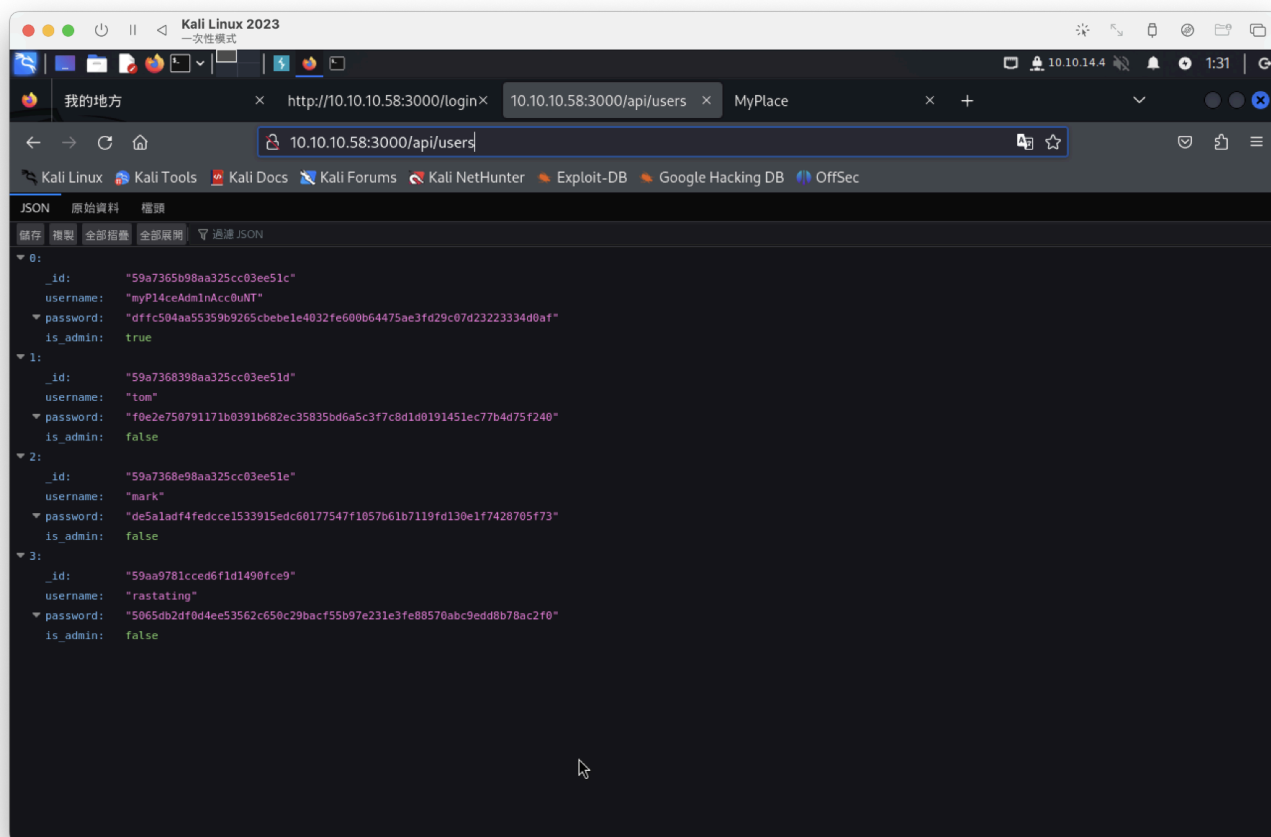 Kali Linux 2023
一次性模式
10.10.14.4 1:31
我的地方 http://10.10.10.58:3000/login 10.10.10.58:3000/api/users MyPlace
10.10.10.58:3000/api/users
Kali Linux Kali Tools Kali Docs Kali Forums Kali NetHunter Exploit-DB Google Hacking DB OffSec
JSON 原始資料 檔頭
儲存 複製 全部摺疊 全部展開 過濾 JSON
0:
_id: "59a7365b98aa325cc03ee51c"
username: "myP14ceAdm1nAcc0uNT"
password: "dffc504aa55359b9265cbebe1e4032fe600b64475ae3fd29c07d23223334d0af"
is_admin: true
1:
_id: "59a7368398aa325cc03ee51d"
username: "tom"
password: "f0e2e750791171b0391b682ec35835bd6a5c3f7c8d1d0191451ec77b4d75f240"
is_admin: false
2:
_id: "59a7368e98aa325cc03ee51e"
username: "mark"
password: "de5a1adf4fedcce1533915edc60177547f1057b61b7119fd130e1f7428705f73"
is_admin: false
3:
_id: "59aa9781cced6f1d1490fce9"
username: "rastating"
password: "5065db2df0d4ee53562c650c29bacf55b97e231e3fe88570abc9edd8b78ac2f0"
is_admin: false